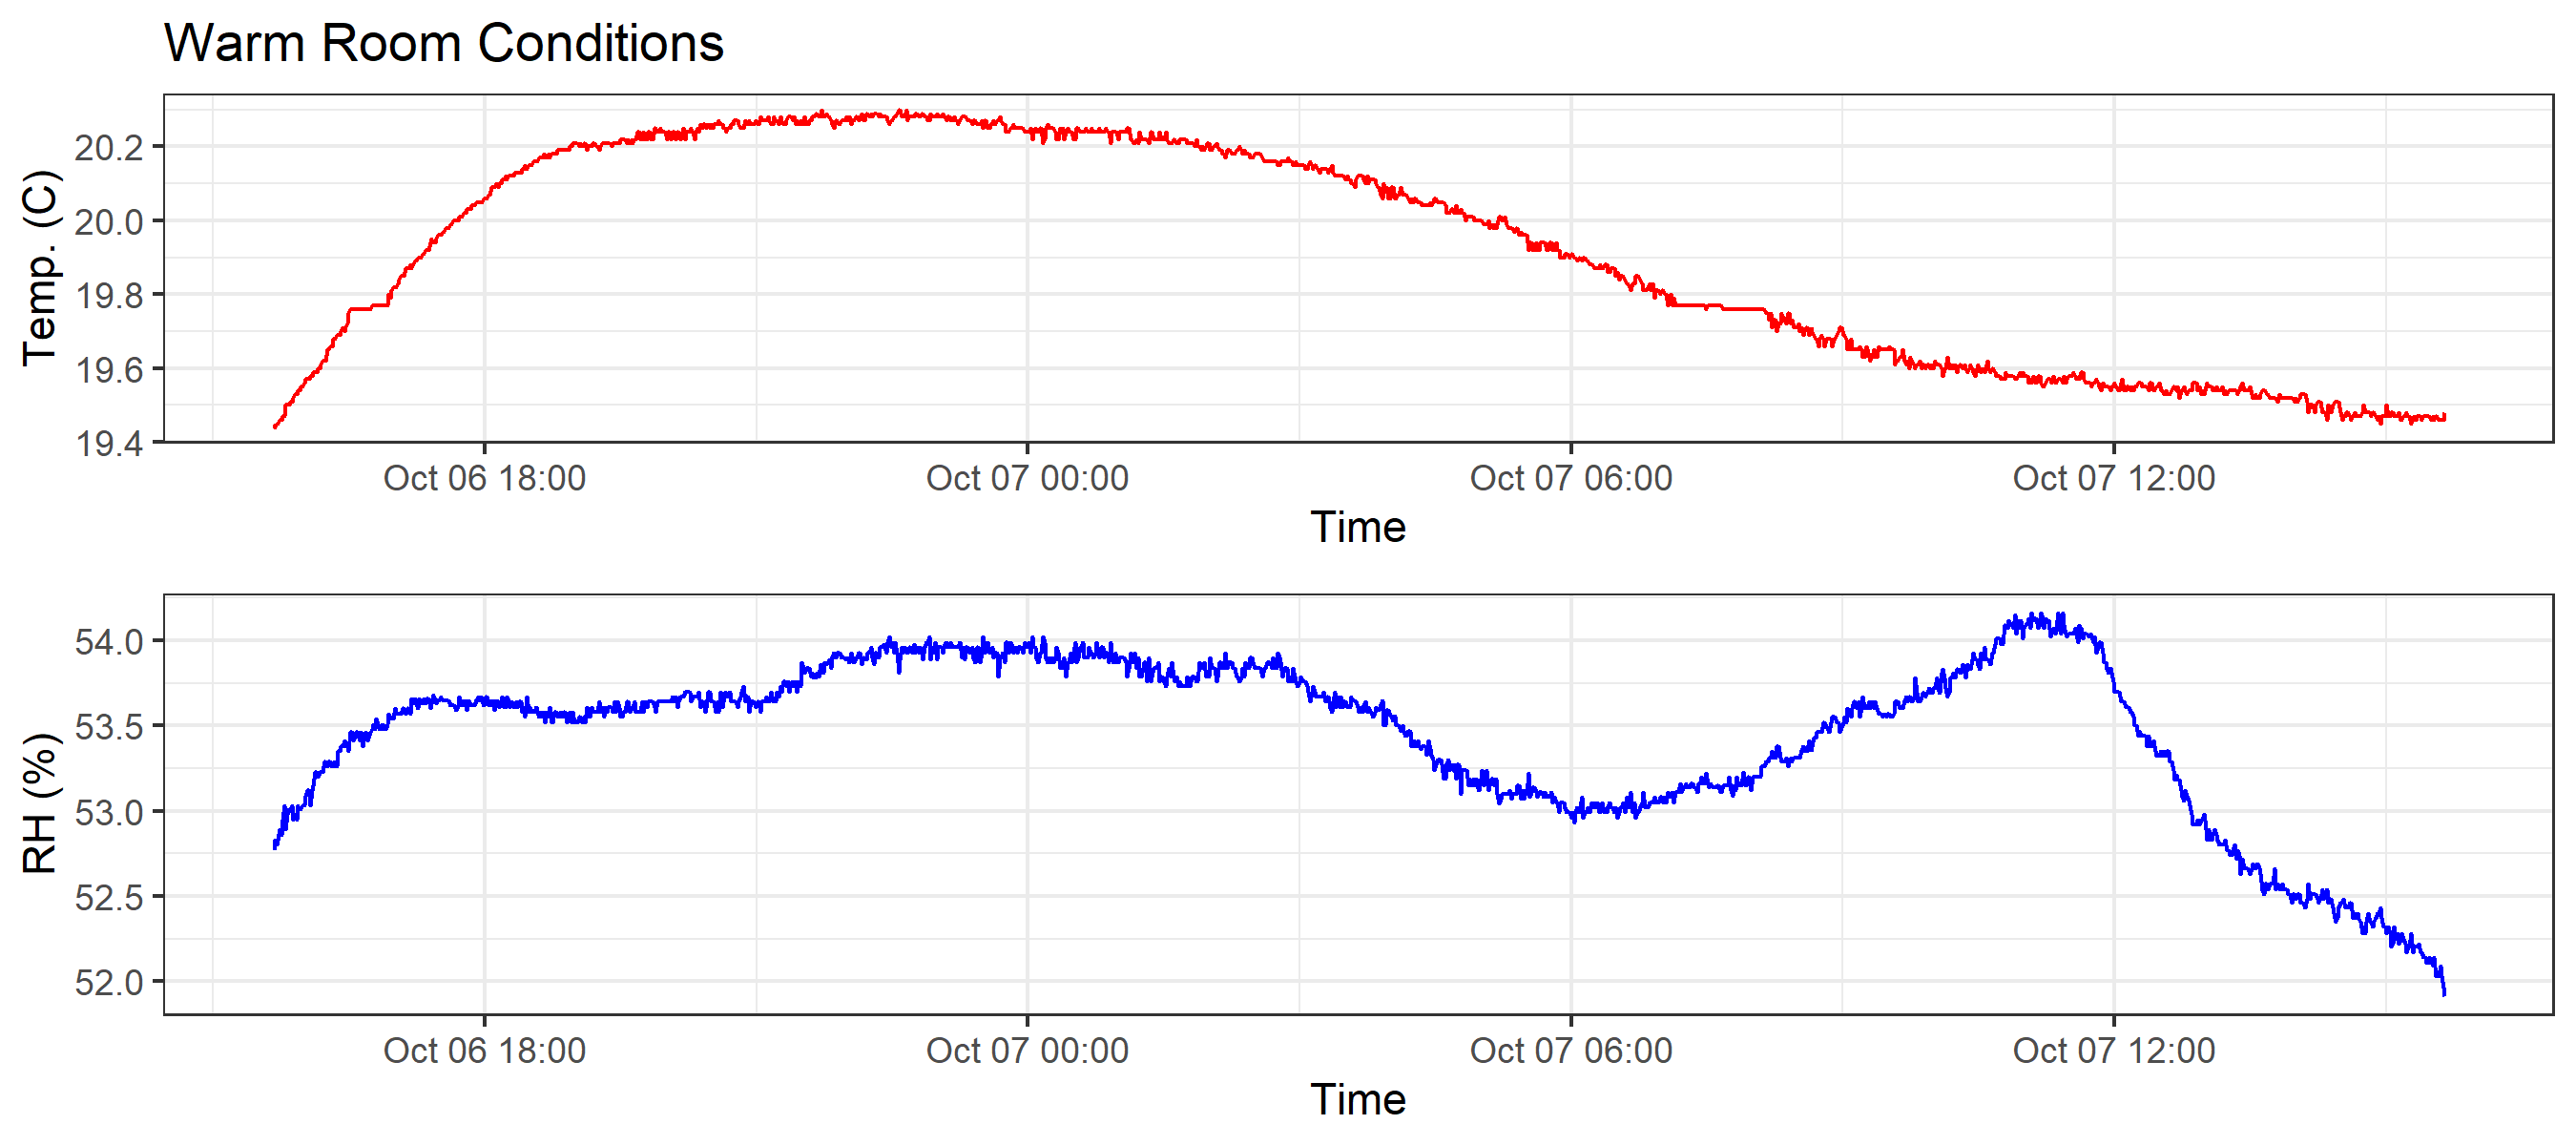 Warm Room Conditions
Temp. (C)
20.2
20.0
19.8
19.6
19.4
Oct 06 18:00 Oct 07 00:00 Oct 07 06:00 Oct 07 12:00
Time
RH (%)
54.0
53.5
53.0
52.5
52.0
Oct 06 18:00 Oct 07 00:00 Oct 07 06:00 Oct 07 12:00
Time